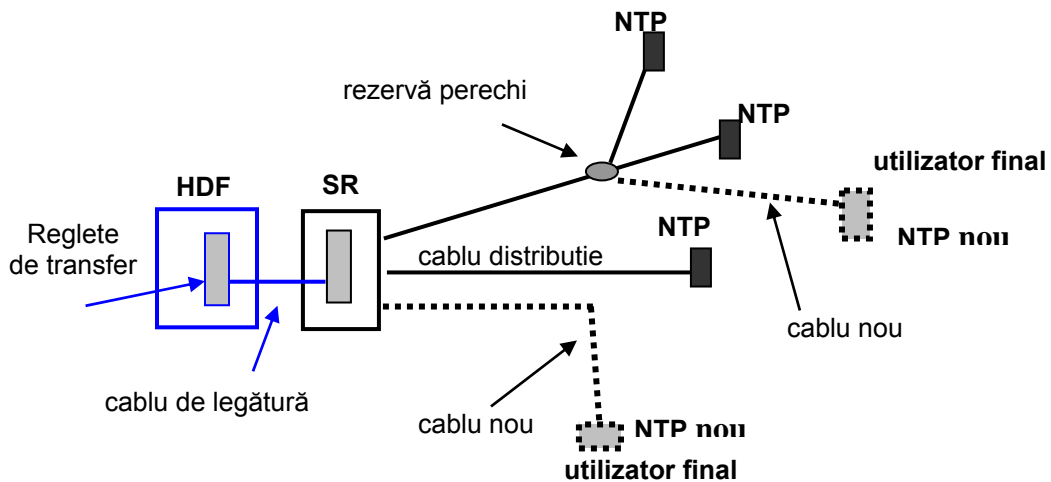 NTP
rezervă perechi
NTP
utilizator final
HDF
SR
Reglete
de transfer
NTP
NTP nou
cablu distributie
cablu nou
cablu de legătură
cablu nou
NTP nou
utilizator final